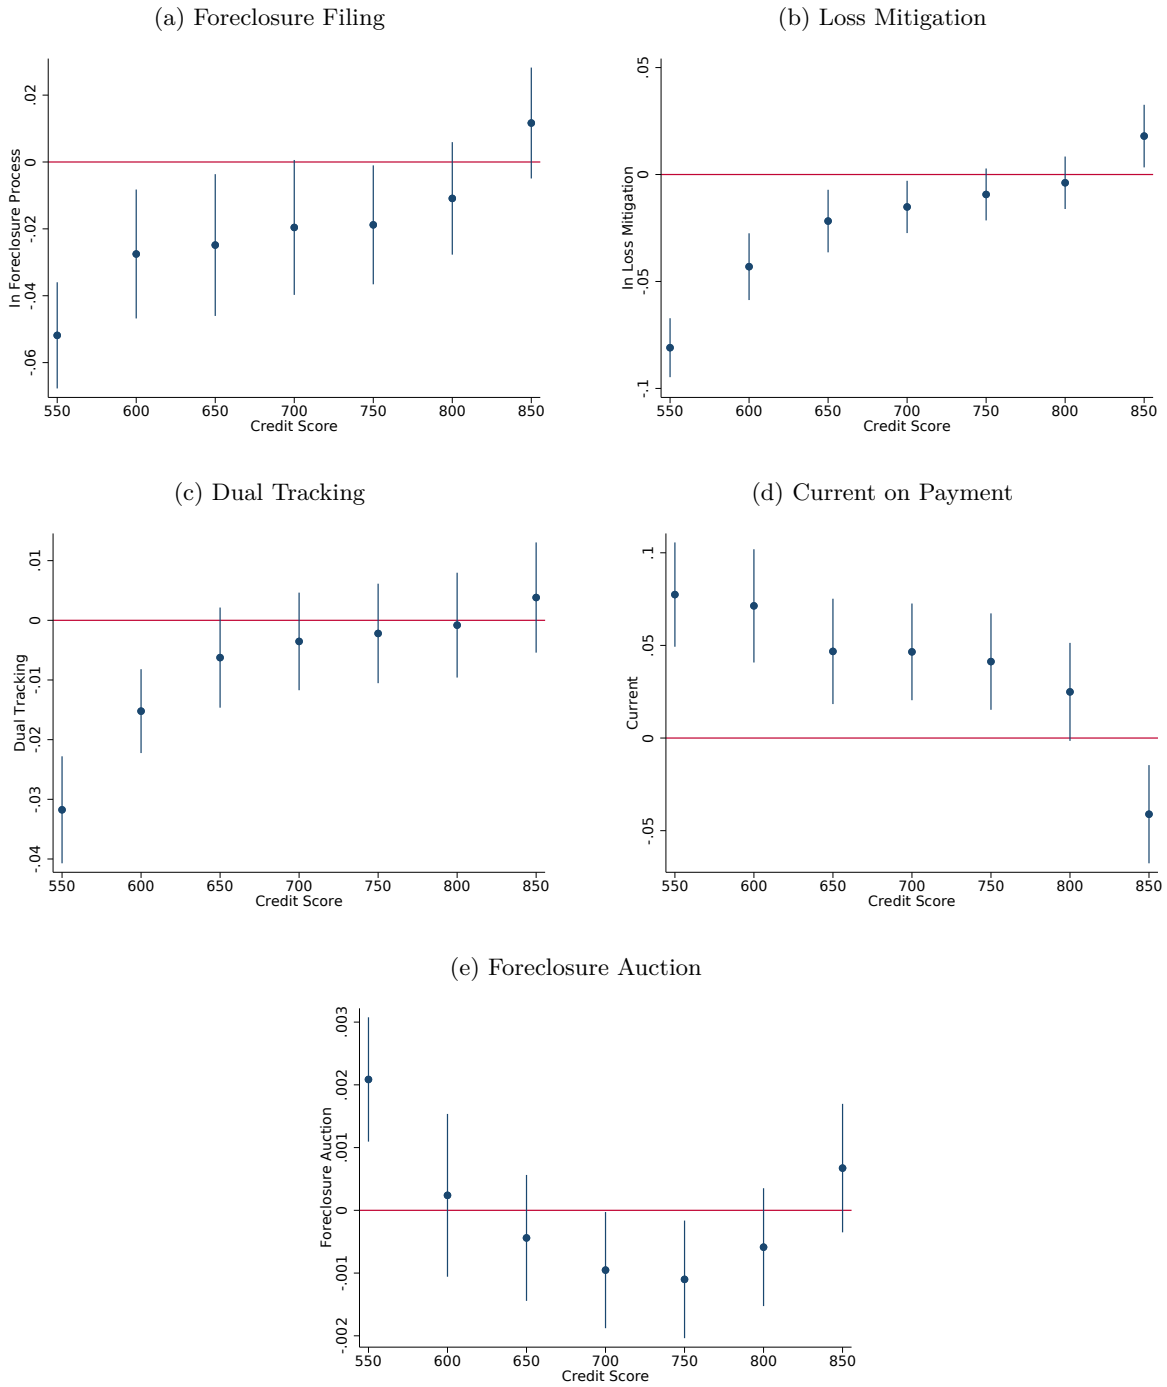 (a) Foreclosure Filing
In Foreclosure Process
.02
0
-.02
-.04
-.06
550 600 650 700 750 800 850
Credit Score
(b) Loss Mitigation
In Loss Mitigation
.05
0
-.05
-.1
550 600 650 700 750 800 850
Credit Score
(c) Dual Tracking
Dual Tracking
.01
0
-.01
-.02
-.03
-.04
550 600 650 700 750 800 850
Credit Score
(d) Current on Payment
Current
.1
.05
0
-.05
550 600 650 700 750 800 850
Credit Score
(e) Foreclosure Auction
Foreclosure Auction
.003
.002
.001
0
-.001
-.002
550 600 650 700 750 800 850
Credit Score